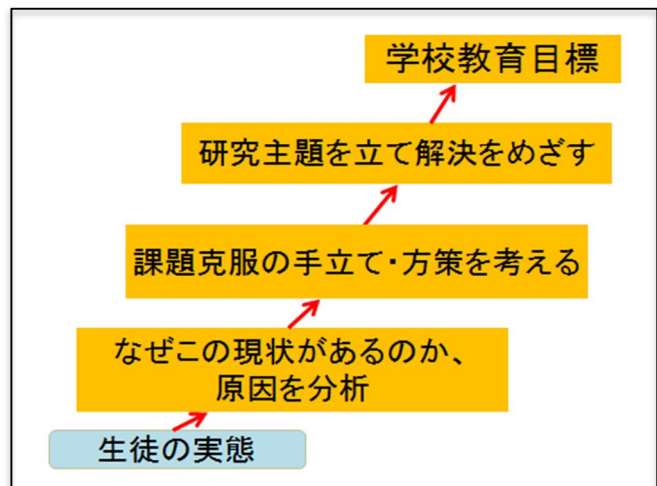 学校教育目標
研究主題を立て解決をめざす
課題克服の手立て・方策を考える
なぜこの現状があるのか、
原因を分析
生徒の実態